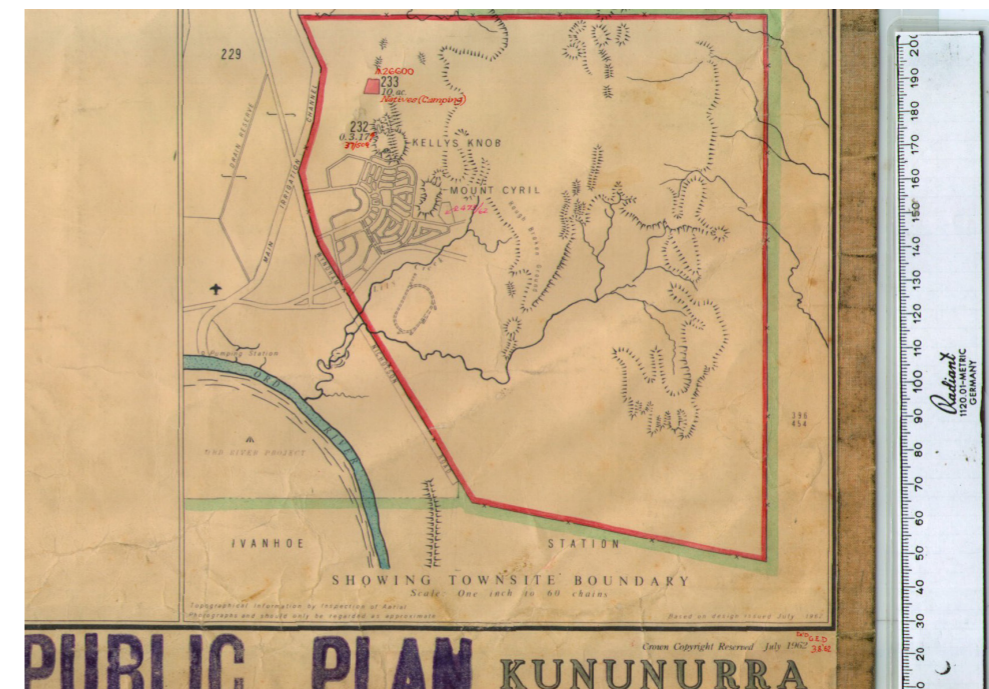 229
DRAIN RESERVE
MAIN IRRIGATION CHANNEL
A26600
233
10. ac.
Natives (Camping)
232
KELLYS KNOB
MOUNT CYRIL
Pumping Station
ORD RIVER
ORD RIVER PROJECT
396
454
IVANHOE STATION
SHOWING TOWNSITE BOUNDARY
Scale: One inch to 60 chains
Topographical information by inspection of Aerial
Photographs and should only be regarded as approximate
Based on design issued July 1962
Crown Copyright Reserved July 1962
PUBLIC PLAN KUNUNURRA
200
190
180
170
160
150
140
130
120
110
100
90
80
70
60
50
40
30
20
Radiant
1120.01-METRIC
GERMANY